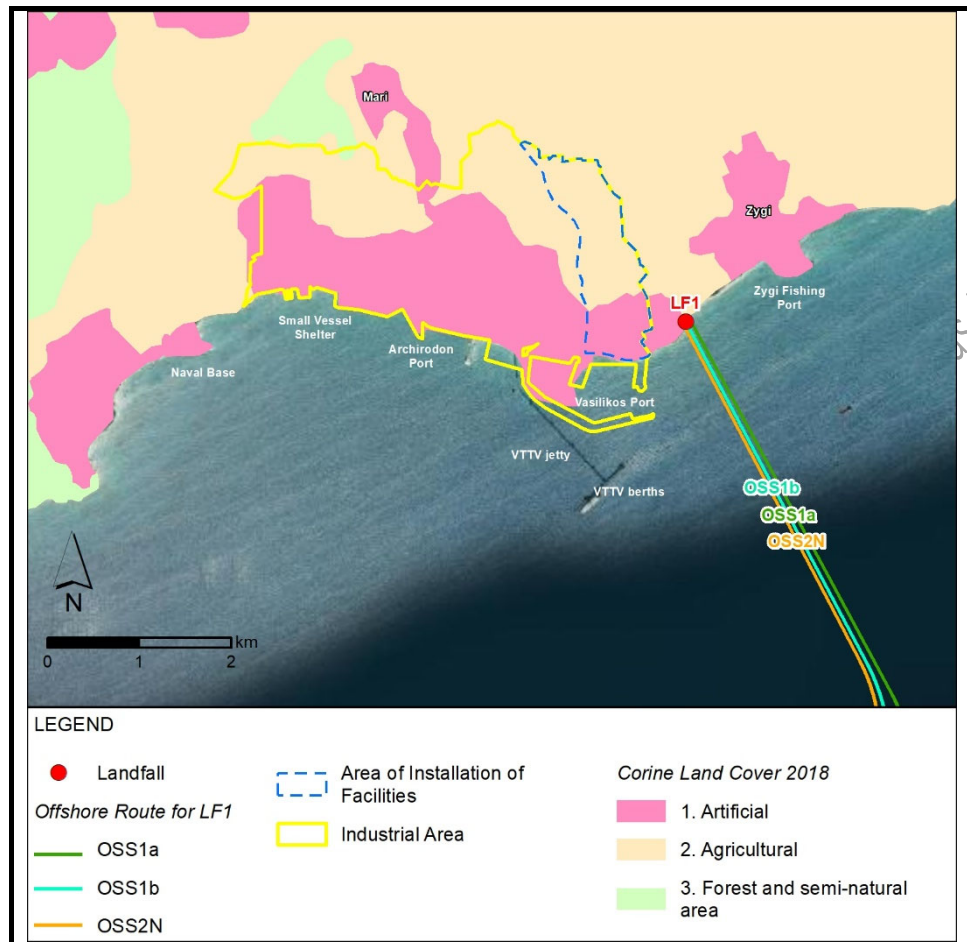 Mari
Zygi
LF1
Zygi Fishing
Port
Small Vessel
Shelter
Archirodon
Port
Naval Base
Vasilikos Port
VTTV jetty
VTTV berths
OSS1b
OSS1a
OSS2N
N
km
0 1 2
LEGEND
Landfall
Offshore Route for LF1
OSS1a
OSS1b
OSS2N
Area of Installation of
Facilities
Industrial Area
Corine Land Cover 2018
1. Artificial
2. Agricultural
3. Forest and semi-natural
area